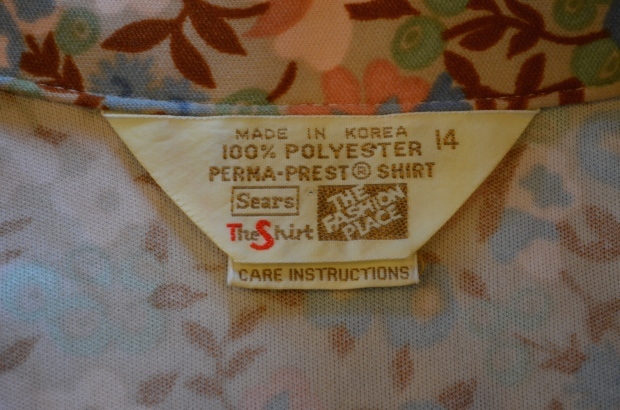 MADE IN KOREA
100% POLYESTER 14
PERMA-PREST® SHIRT
Sears
THE
FASHION
PLACE
TheShirt
CARE INSTRUCTIONS